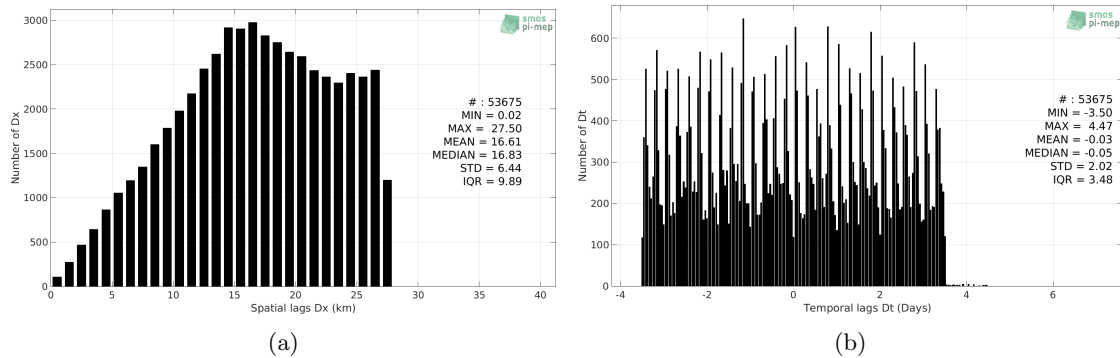 3000
2500
2000
1500
1000
500
0
Number of Dx
smos
pi-mep
# : 53675
MIN = 0.02
MAX = 27.50
MEAN = 16.61
MEDIAN = 16.83
STD = 6.44
IQR = 9.89
0 5 10 15 20 25 30 35 40
Spatial lags Dx (km)
(a)
600
500
400
300
200
100
0
Number of Dt
smos
pi-mep
# : 53675
MIN = -3.50
MAX = 4.47
MEAN = -0.03
MEDIAN = -0.05
STD = 2.02
IQR = 3.48
-4 -2 0 2 4 6
Temporal lags Dt (Days)
(b)